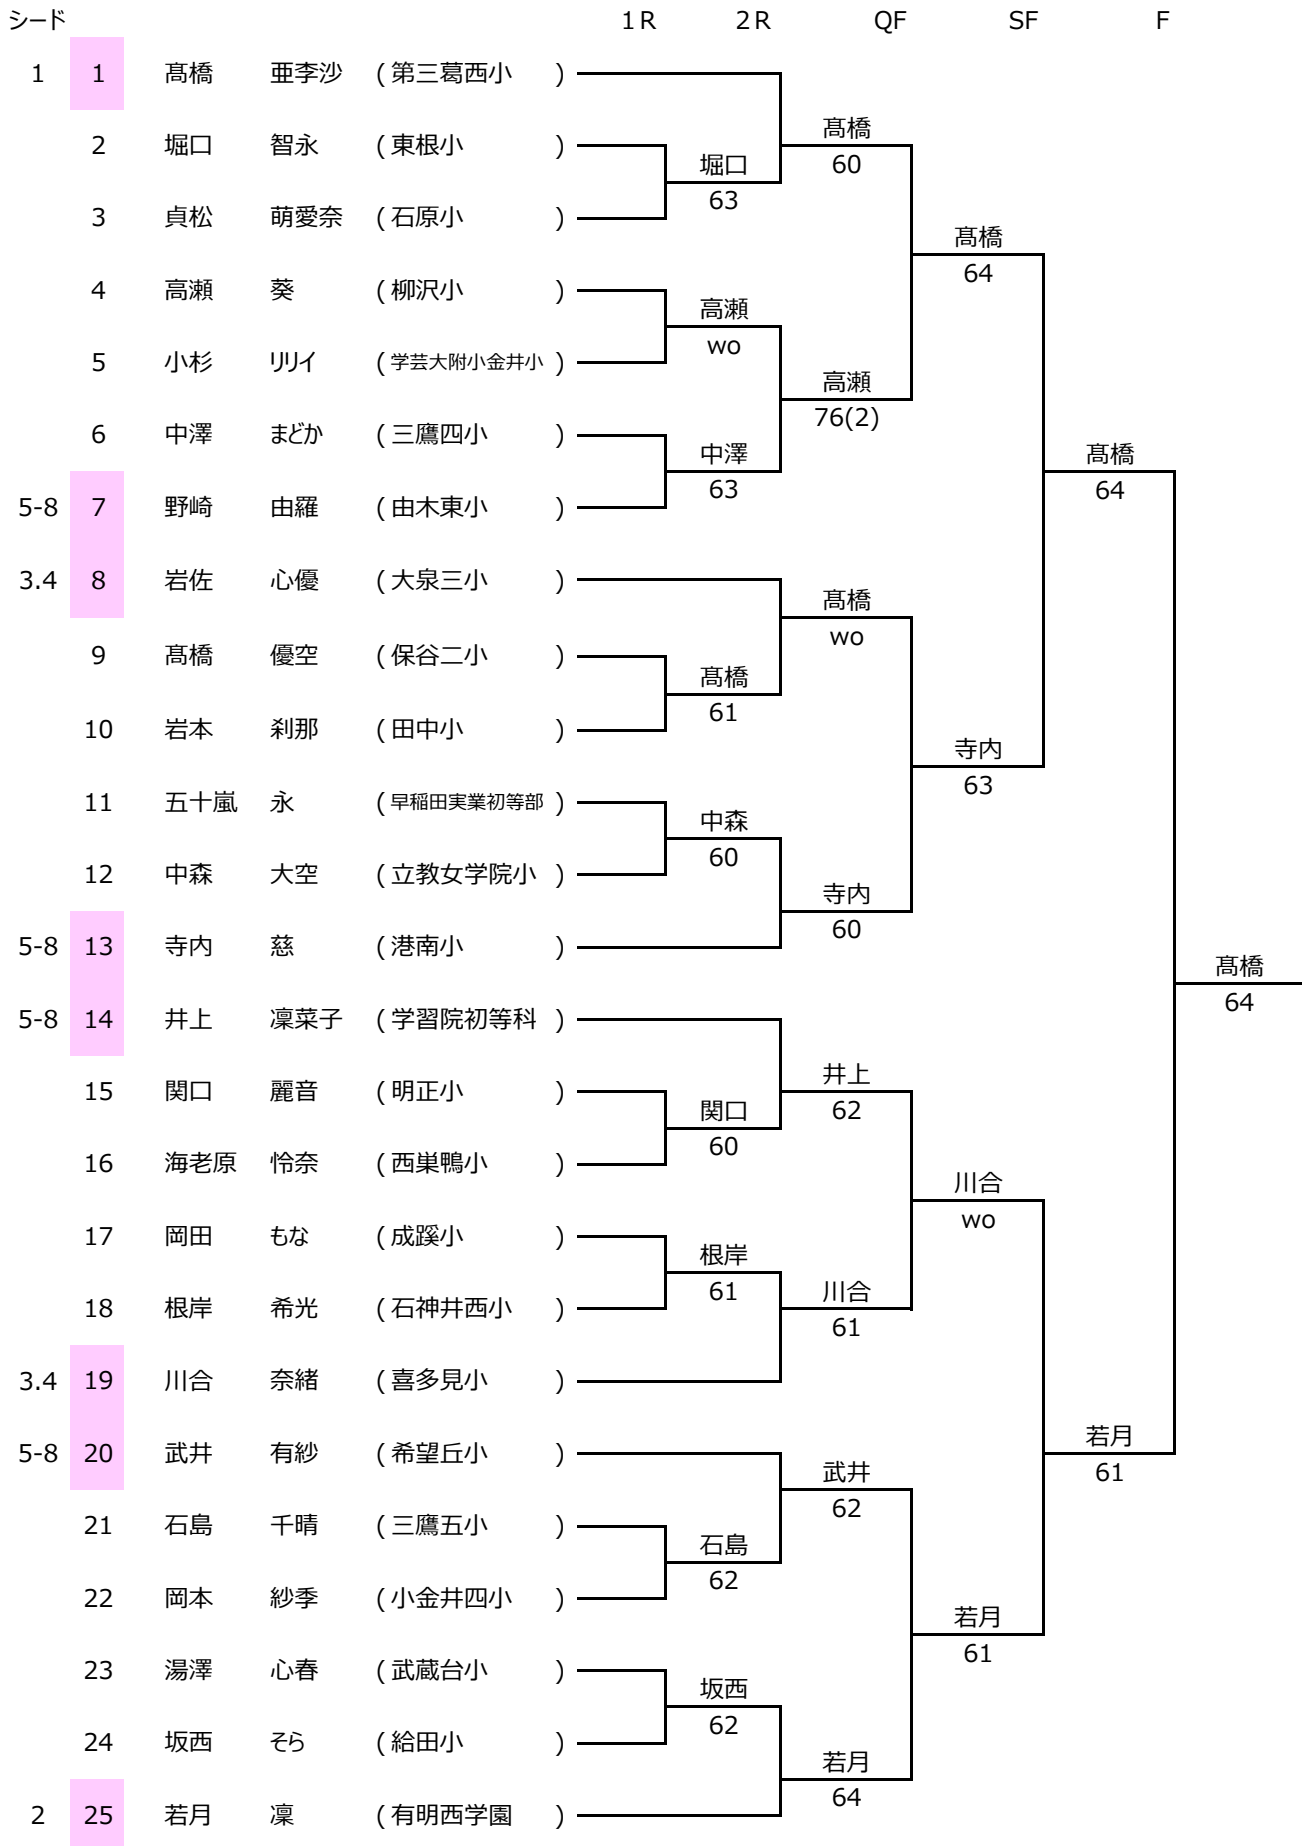 シード 1R 2R QF SF F
1 1 髙橋 亜李沙 (第三葛西小 )
髙橋
2 堀口 智永 (東根小 )
堀口 60
63
3 貞松 萌愛奈 (石原小 )
髙橋
64
4 高瀬 葵 (柳沢小 )
高瀬
wo
5 小杉 リリイ (学芸大附小金井小 )
高瀬
76(2)
6 中澤 まどか (三鷹四小 )
中澤 髙橋
63 64
5-8 7 野崎 由羅 (由木東小 )
3.4 8 岩佐 心優 (大泉三小 )
髙橋
wo
9 髙橋 優空 (保谷二小 )
髙橋
61
10 岩本 刹那 (田中小 )
寺内
63
11 五十嵐 永 (早稲田実業初等部 )
中森
60
12 中森 大空 (立教女学院小 )
寺内
60
5-8 13 寺内 慈 (港南小 )
髙橋
64
5-8 14 井上 凜菜子 (学習院初等科 )
井上
15 関口 麗音 (明正小 )
関口 62
60
16 海老原 怜奈 (西巣鴨小 )
川合
wo
17 岡田 もな (成蹊小 )
根岸
61 川合
18 根岸 希光 (石神井西小 )
61
3.4 19 川合 奈緒 (喜多見小 )
若月
61
5-8 20 武井 有紗 (希望丘小 )
武井
62
21 石島 千晴 (三鷹五小 )
石島
62
22 岡本 紗季 (小金井四小 )
若月
61
23 湯澤 心春 (武蔵台小 )
坂西
62
24 坂西 そら (給田小 )
若月
64
2 25 若月 凜 (有明西学園 )